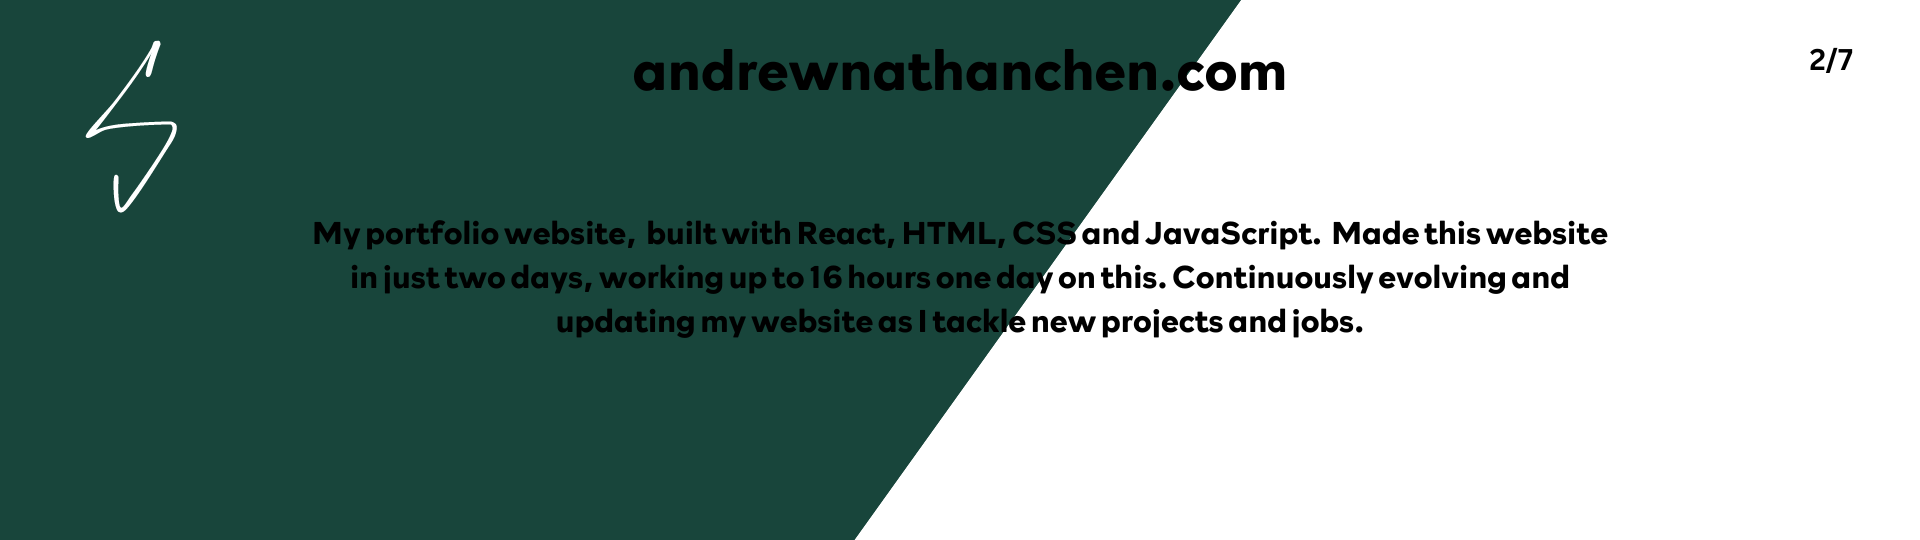 andrewnathanchen.com
2/7
My portfolio website, built with React, HTML, CSS and JavaScript. Made this website
in just two days, working up to 16 hours one day on this. Continuously evolving and
updating my website as I tackle new projects and jobs.